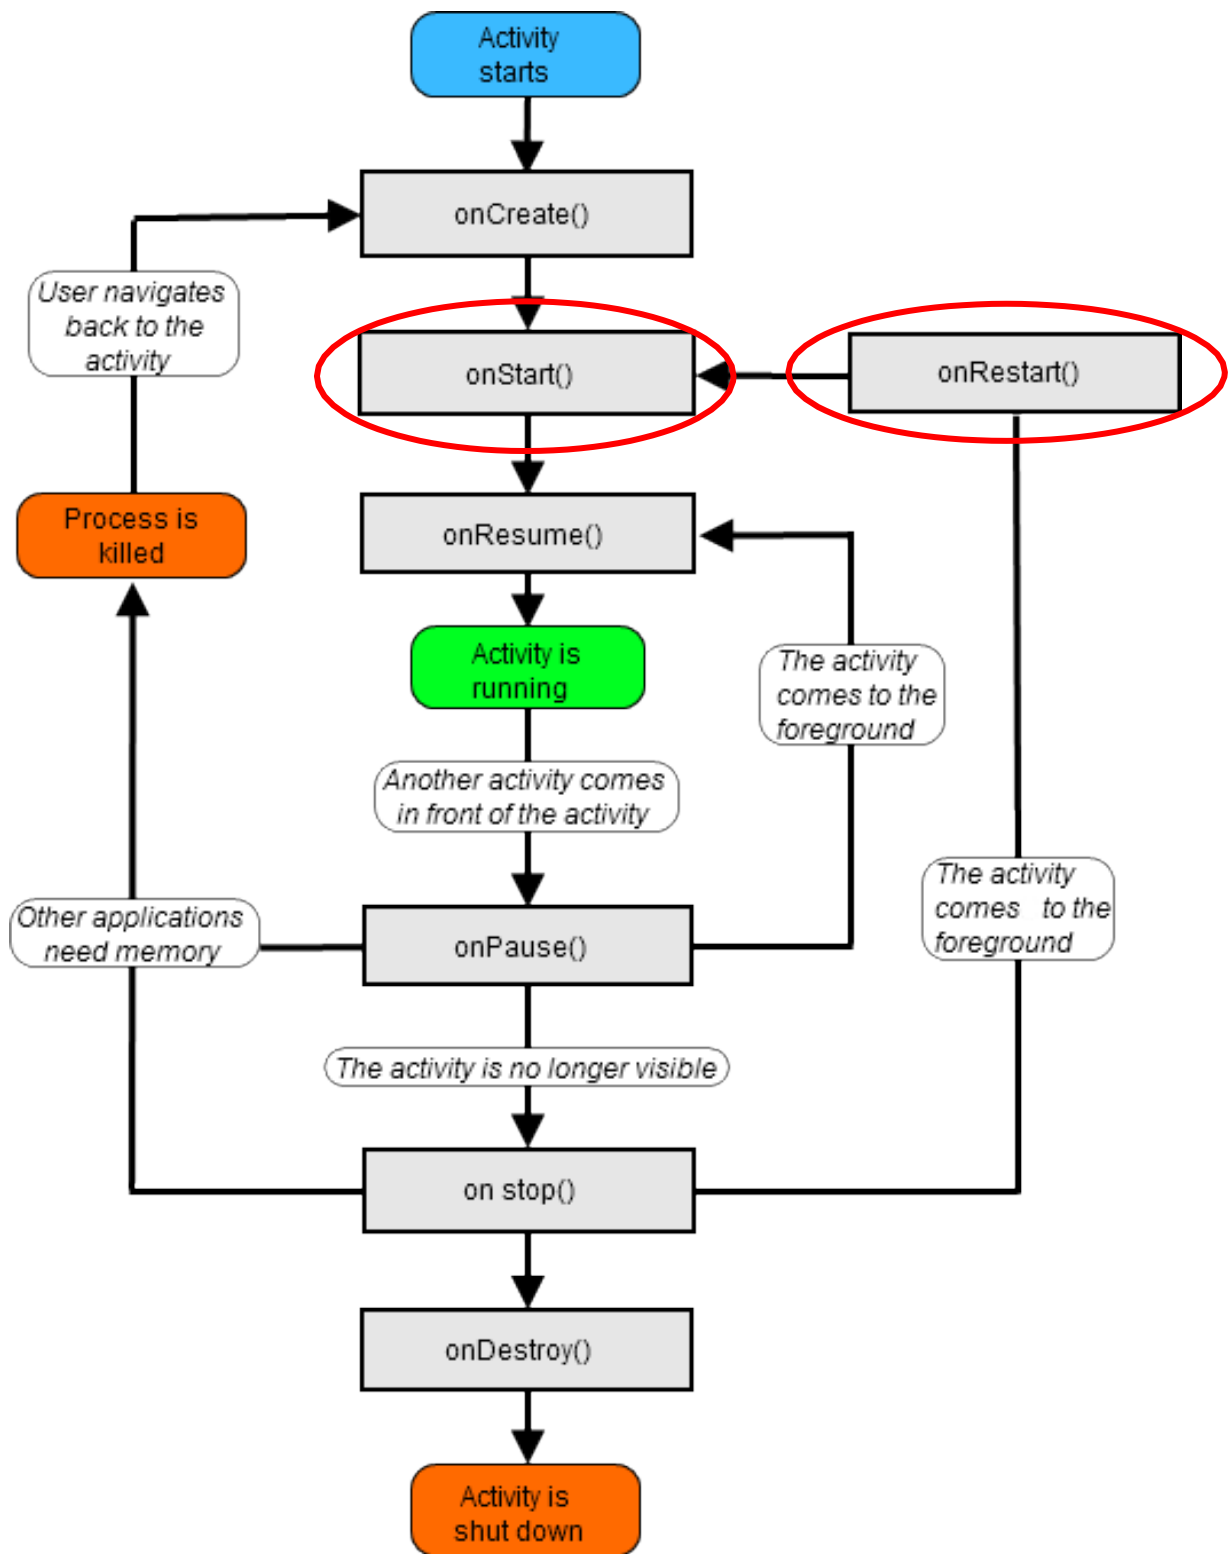 Activity
starts
onCreate()
User navigates
back to the
activity
onStart()
onRestart()
Process is
killed
onResume()
Activity is
running
The activity
comes to the
foreground
Another activity comes
in front of the activity
The activity
comes to the
foreground
Other applications
need memory
onPause()
The activity is no longer visible
on stop()
onDestroy()
Activity is
shut down